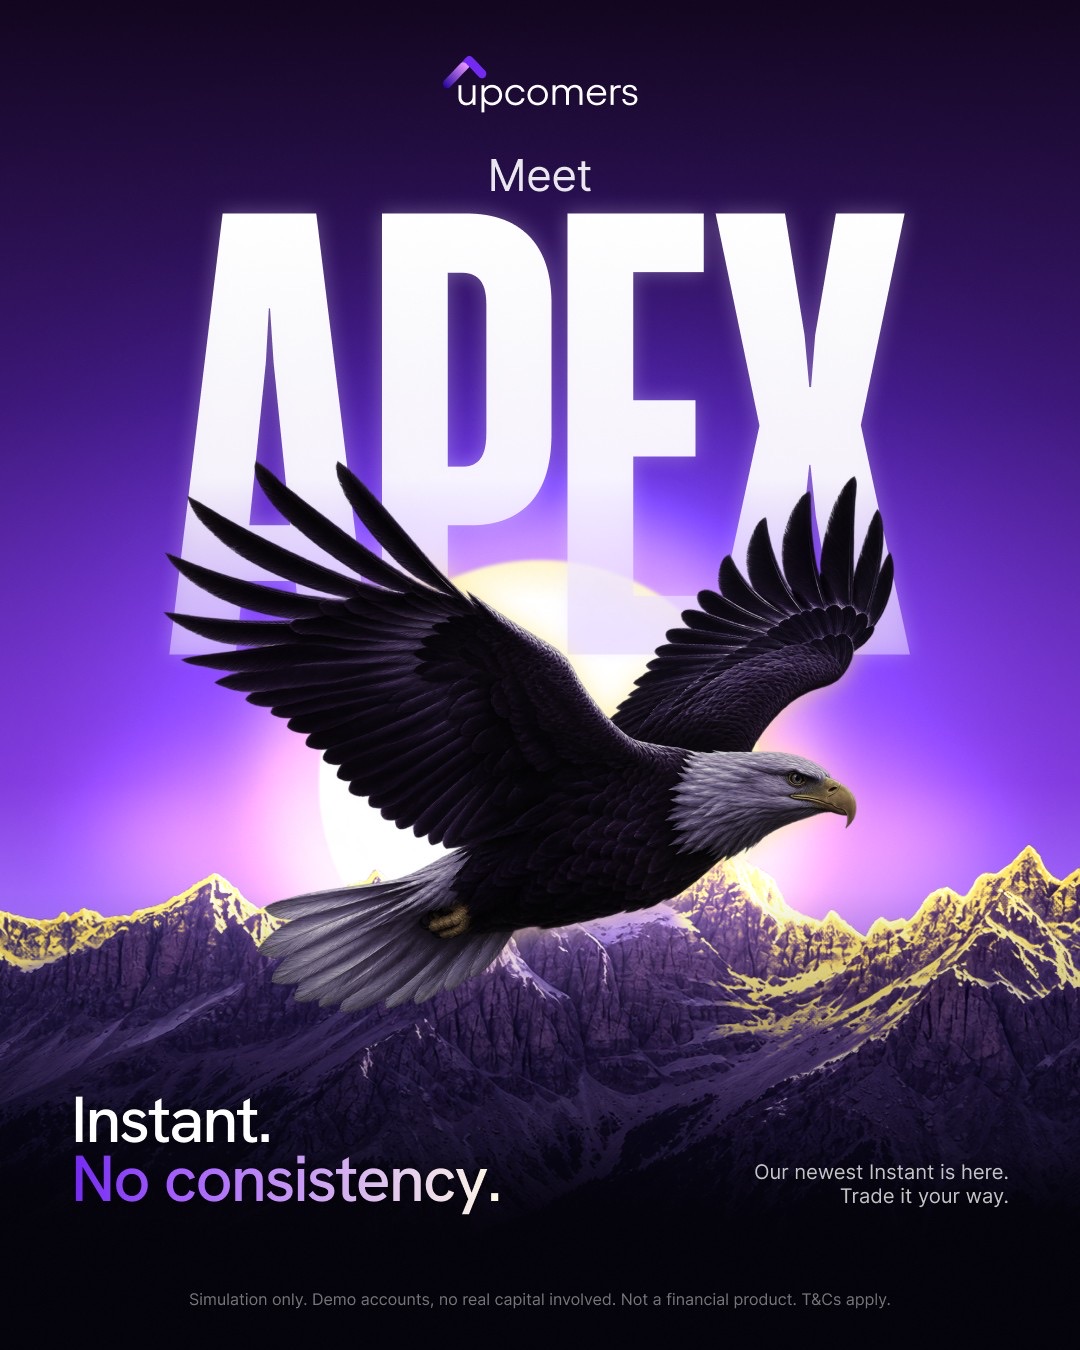 upcomers
Meet
APEX
Instant.
No consistency.
Our newest Instant is here.
Trade it your way.
Simulation only. Demo accounts, no real capital involved. Not a financial product. T&Cs apply.